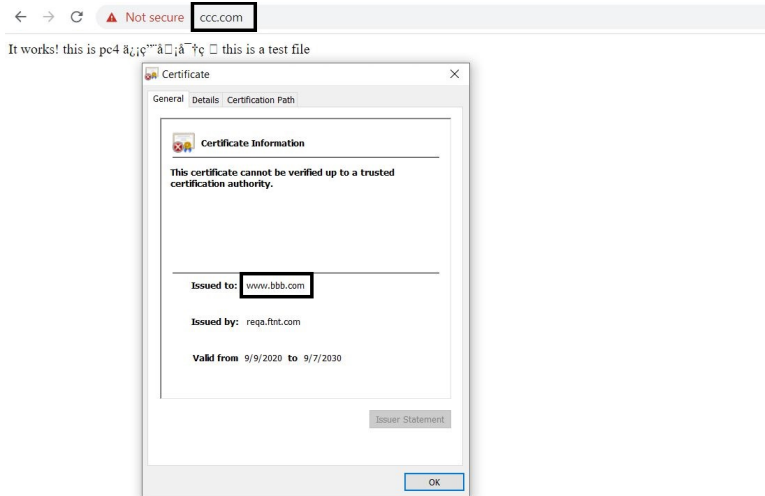 Not secure ccc.com
It works! this is pc4 ä¿¡ç"¨å□¡å¯†ç □ this is a test file
Certificate
General Details Certification Path
Certificate Information
This certificate cannot be verified up to a trusted
certification authority.
Issued to: www.bbb.com
Issued by: reqa.ftnt.com
Valid from 9/9/2020 to 9/7/2030
Issuer Statement
OK